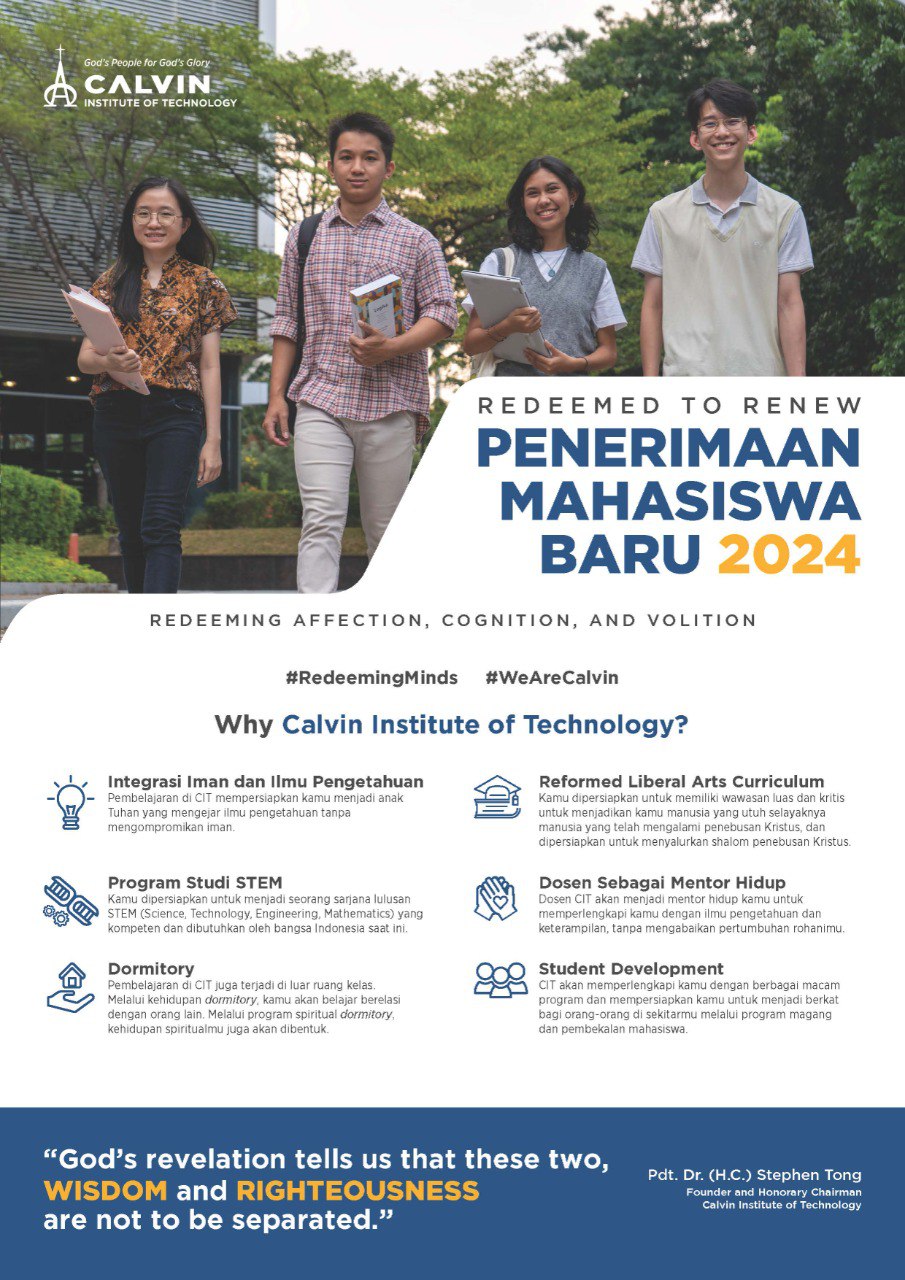 God's People for God's Glory
CALVIN
INSTITUTE OF TECHNOLOGY
REDEEMED TO RENEW
PENERIMAAN
MAHASISWA
BARU 2024
REDEEMING AFFECTION, COGNITION, AND VOLITION
#RedeemingMinds #WeAreCalvin
Why Calvin Institute of Technology?
Integrasi Iman dan Ilmu Pengetahuan
Pembelajaran di CIT mempersiapkan kamu menjadi anak
Tuhan yang mengejar ilmu pengetahuan tanpa
mengompromikan iman.
Reformed Liberal Arts Curriculum
Kamu dipersiapkan untuk memiliki wawasan luas dan kritis
untuk menjadikan kamu manusia yang utuh selayaknya
manusia yang telah mengalami penebusan Kristus, dan
dipersiapkan untuk menyalurkan shalom penebusan Kristus.
Program Studi STEM
Kamu dipersiapkan untuk menjadi seorang sarjana lulusan
STEM (Science, Technology, Engineering, Mathematics) yang
kompeten dan dibutuhkan oleh bangsa Indonesia saat ini.
Dosen Sebagai Mentor Hidup
Dosen CIT akan menjadi mentor hidup kamu untuk
memperlengkapi kamu dengan ilmu pengetahuan dan
keterampilan, tanpa mengabaikan pertumbuhan rohanimu.
Dormitory
Pembelajaran di CIT juga terjadi di luar ruang kelas.
Melalui kehidupan dormitory, kamu akan belajar berelasi
dengan orang lain. Melalui program spiritual dormitory,
kehidupan spiritualmu juga akan dibentuk.
Student Development
CIT akan memperlengkapi kamu dengan berbagai macam
program dan mempersiapkan kamu untuk menjadi berkat
bagi orang-orang di sekitarmu melalui program magang
dan pembekalan mahasiswa.
“God's revelation tells us that these two,
WISDOM and RIGHTEOUSNESS
are not to be separated.”
Pdt. Dr. (H.C.) Stephen Tong
Founder and Honorary Chairman
Calvin Institute of Technology